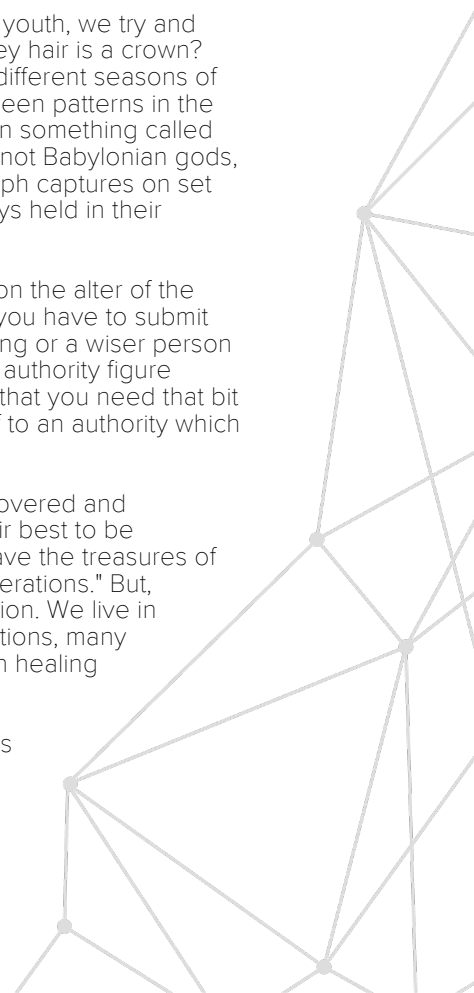 youth, we try and
ey hair is a crown?
different seasons of
een patterns in the
n something called
not Babylonian gods,
ph captures on set
ys held in their
on the alter of the
you have to submit
ng or a wiser person
authority figure
that you need that bit
f to an authority which
overed and
ir best to be
ave the treasures of
erations." But,
ion. We live in
tions, many
n healing
s